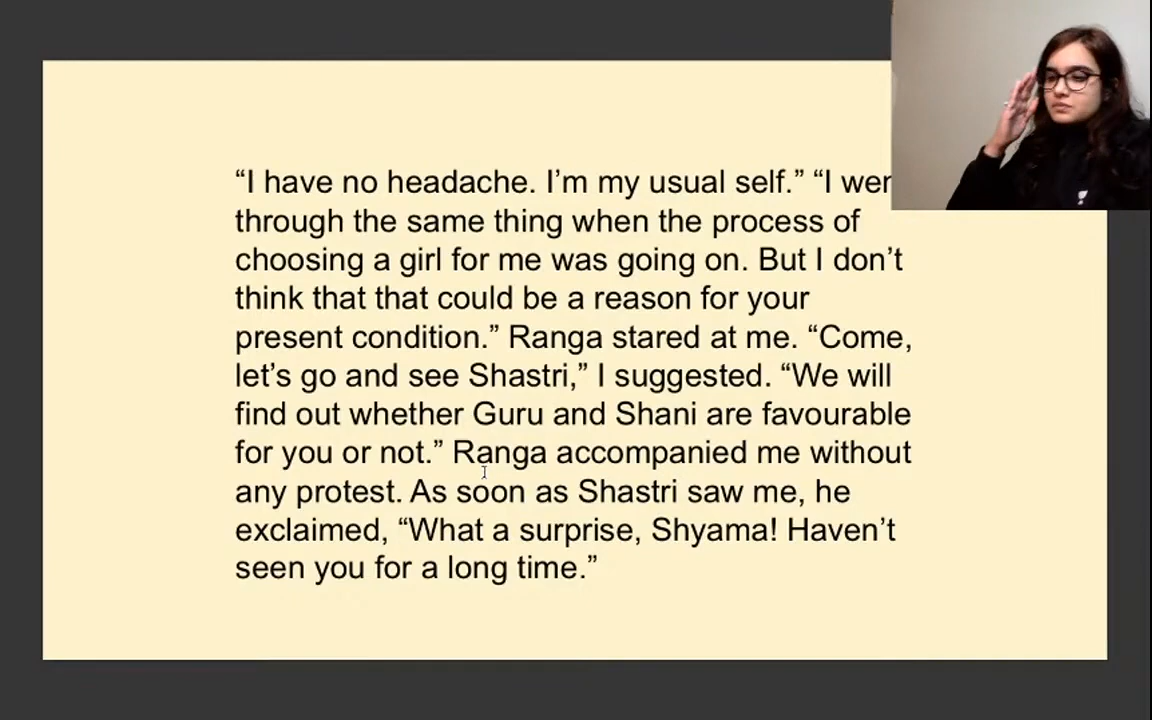 “I have no headache. I’m my usual self.” “I wer
through the same thing when the process of
choosing a girl for me was going on. But I don’t
think that that could be a reason for your
present condition.” Ranga stared at me. “Come,
let’s go and see Shastri,” I suggested. “We will
find out whether Guru and Shani are favourable
for you or not.” Ranga accompanied me without
any protest. As soon as Shastri saw me, he
exclaimed, “What a surprise, Shyama! Haven’t
seen you for a long time.”